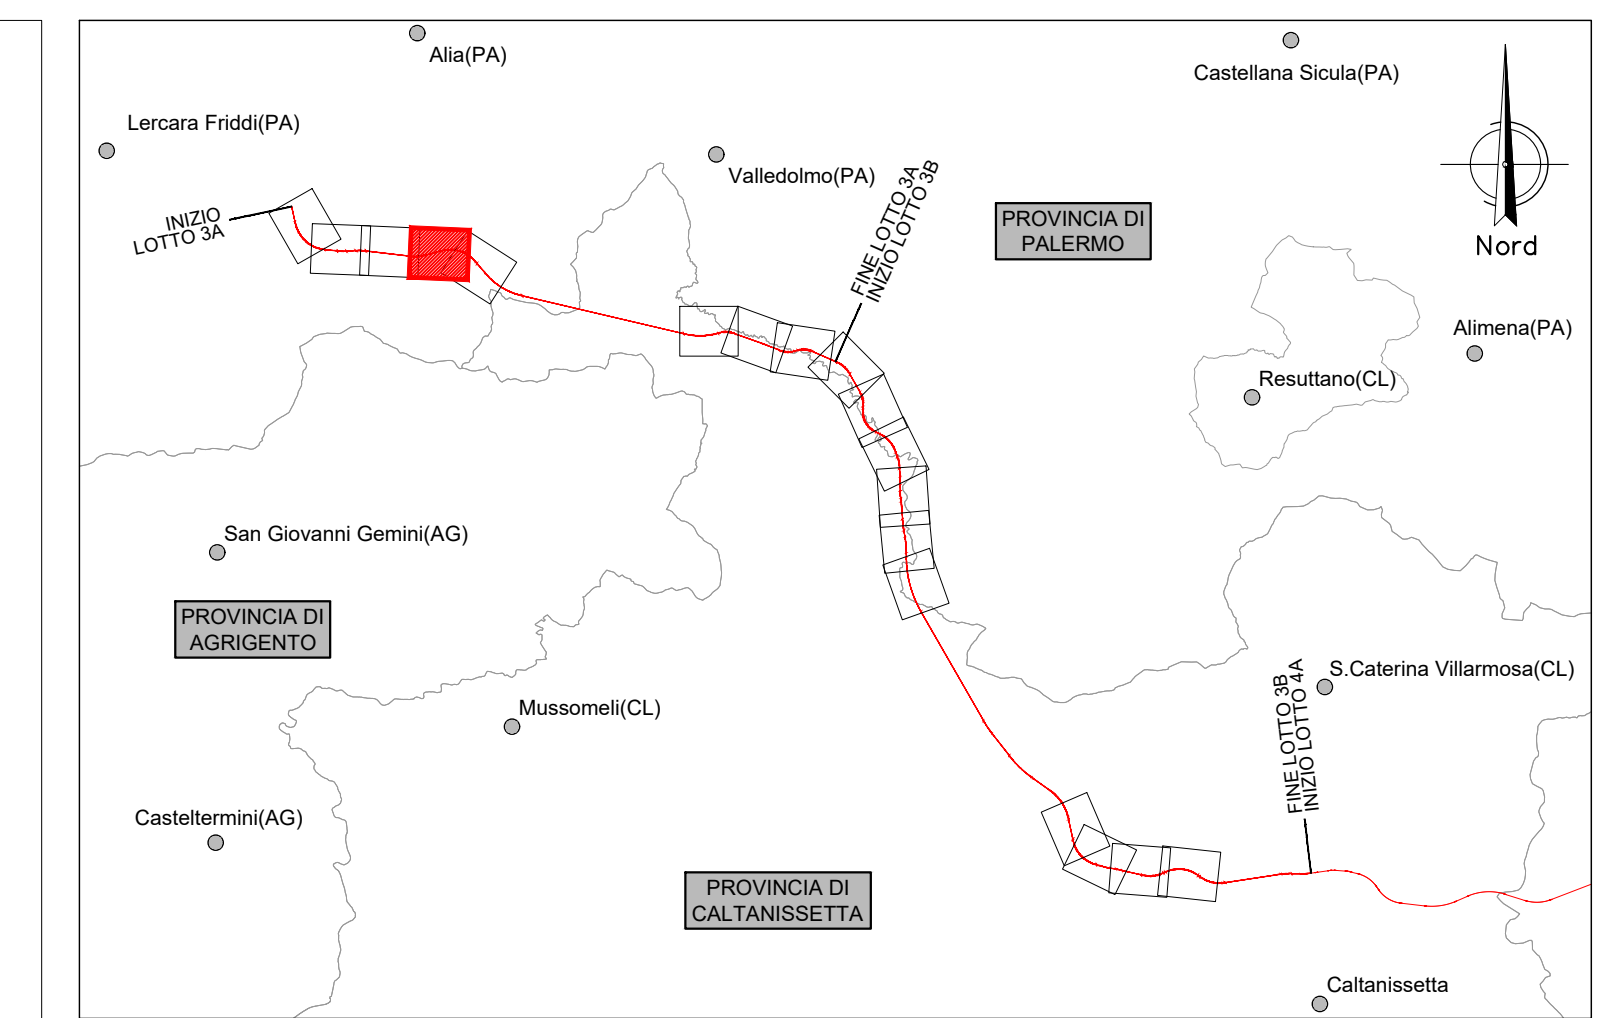 Alia(PA)
Castellana Sicula(PA)
Lercara Friddi(PA)
Valledolmo(PA)
INIZIO
LOTTO 3A
FINE LOTTO 3A
INIZIO LOTTO 3B
PROVINCIA DI
PALERMO
Nord
Alimena(PA)
Resuttano(CL)
San Giovanni Gemini(AG)
PROVINCIA DI
AGRIGENTO
S.Caterina Villarmosa(CL)
Mussomeli(CL)
FINE LOTTO 3B
INIZIO LOTTO 4A
Casteltermini(AG)
PROVINCIA DI
CALTANISSETTA
Caltanissetta